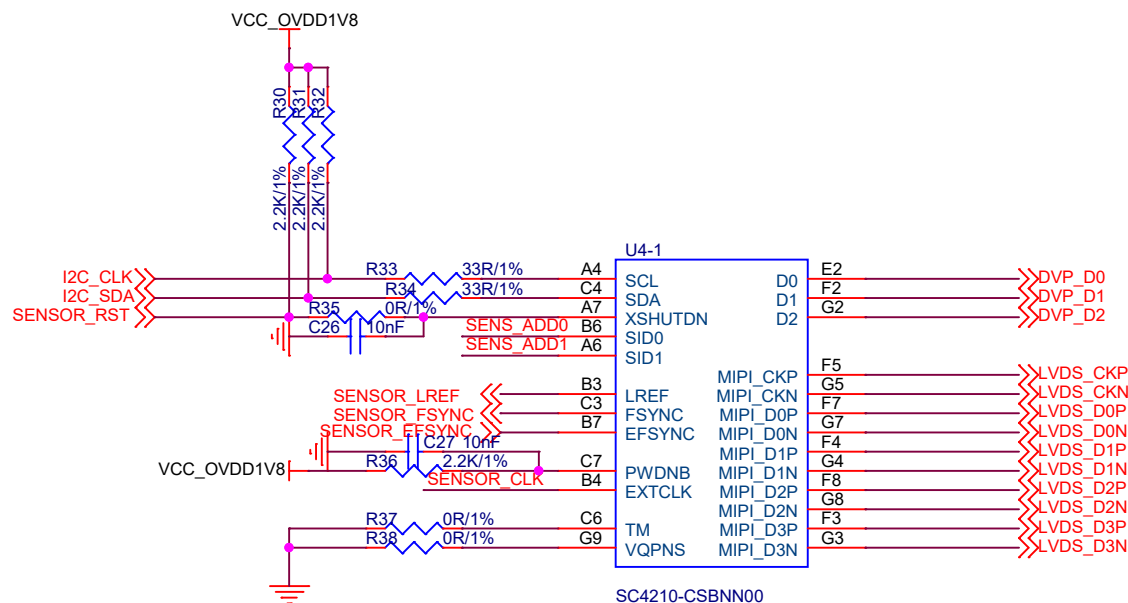 VCC_OVDD1V8
R30
R31
R32
2.2K/1%
2.2K/1%
2.2K/1%
U4-1
I2C_CLK R33 33R/1% A4 SCL D0 E2 DVP_D0
I2C_SDA R34 33R/1% C4 SDA D1 F2 DVP_D1
SENSOR_RST R35 0R/1% A7 XSHUTDN D2 G2 DVP_D2
C26 10nF SENS_ADD0 B6 SID0
SENS_ADD1 A6 SID1
MIPI_CKP F5 LVDS_CKP
SENSOR_LREF B3 LREF MIPI_CKN G5 LVDS_CKN
SENSOR_FSYNC C3 FSYNC MIPI_D0P F7 LVDS_D0P
SENSOR_EFSYNC B7 EFSYNC MIPI_D0N G7 LVDS_D0N
C27 10nF MIPI_D1P F4 LVDS_D1P
VCC_OVDD1V8 R36 2.2K/1% C7 PWDNB MIPI_D1N G4 LVDS_D1N
SENSOR_CLK B4 EXTCLK MIPI_D2P F8 LVDS_D2P
MIPI_D2N G8 LVDS_D2N
R37 0R/1% C6 TM MIPI_D3P F3 LVDS_D3P
R38 0R/1% G9 VQPNS MIPI_D3N G3 LVDS_D3N
SC4210-CSBNN00